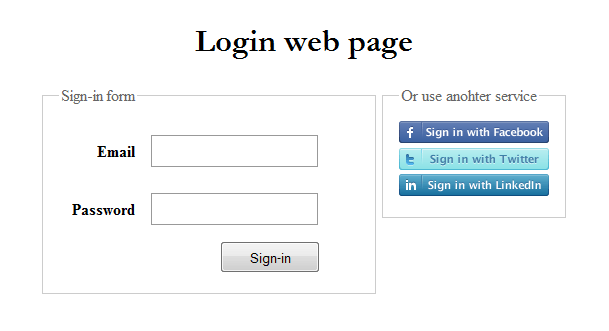 Login web page
Sign-in form
Email
Password
Sign-in
Or use anohter service
f Sign in with Facebook
t Sign in with Twitter
in Sign in with LinkedIn